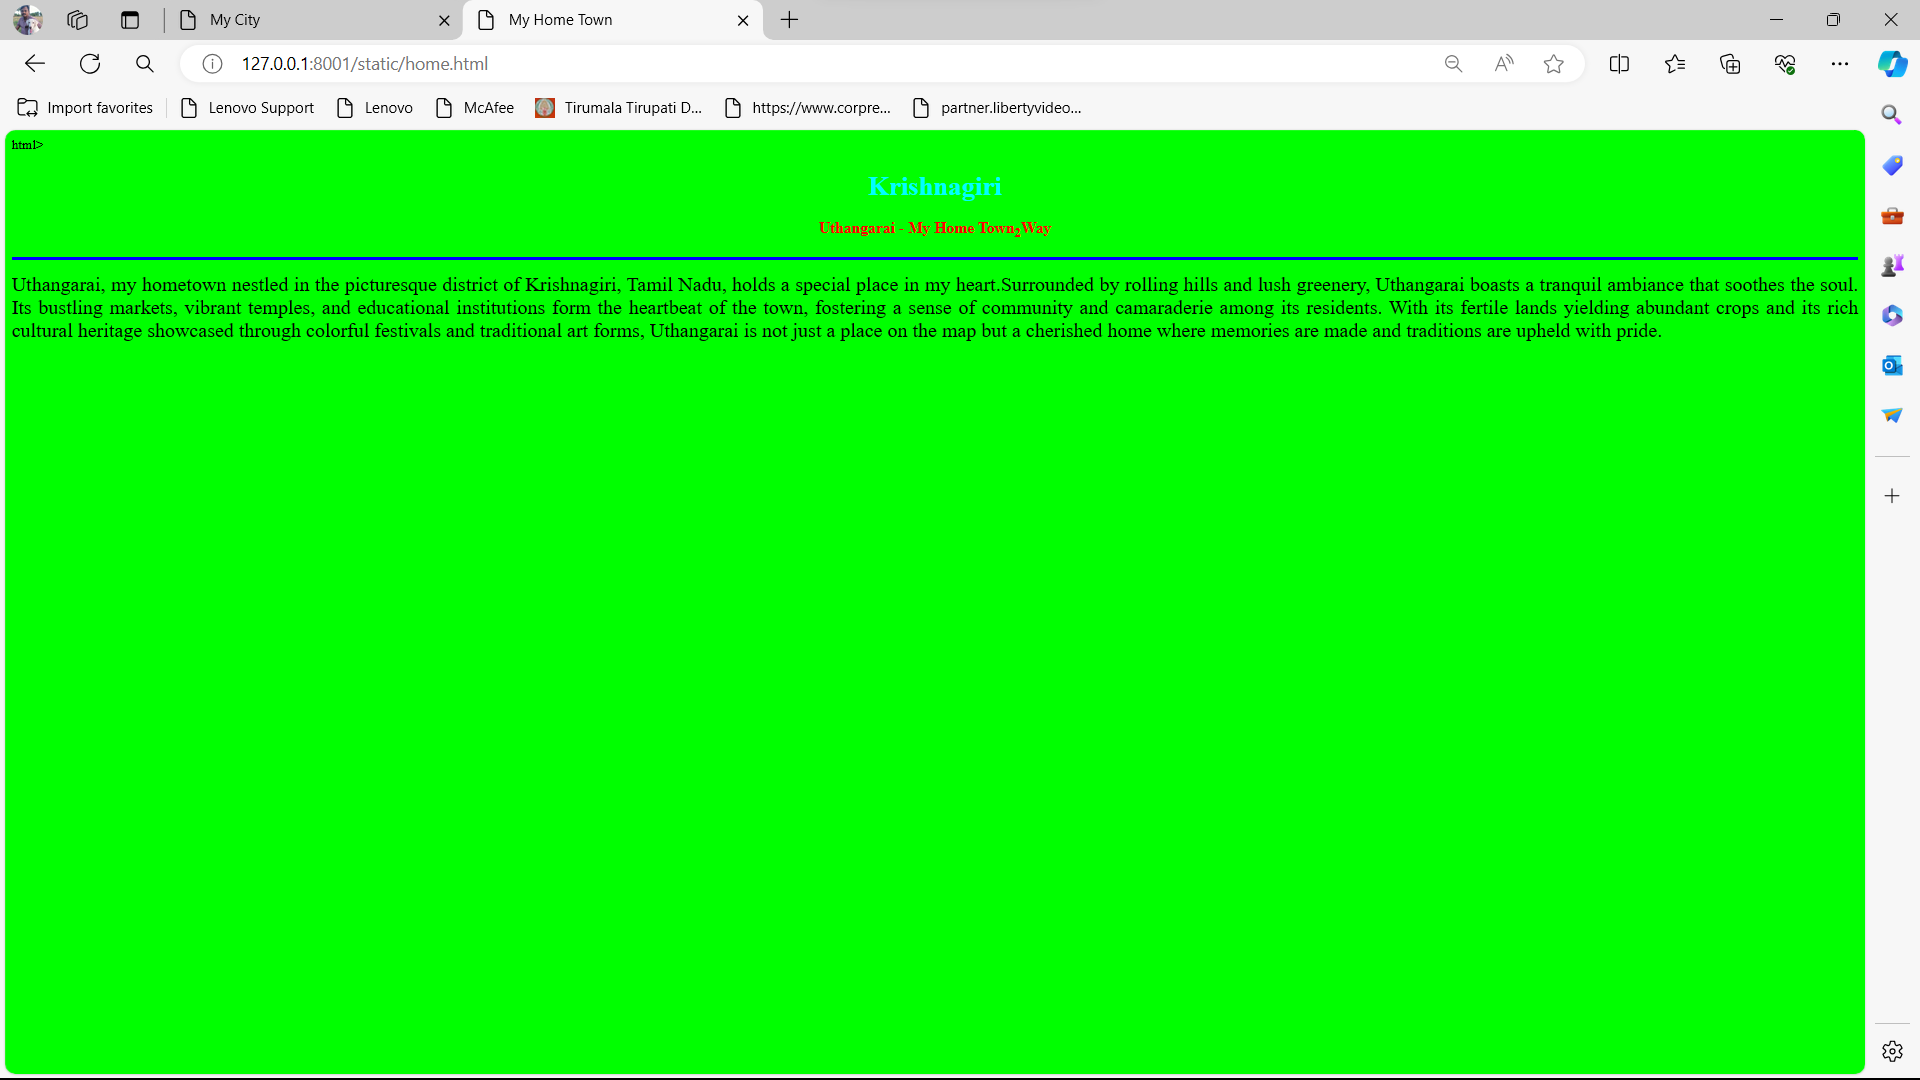 My City
My Home Town
127.0.0.1:8001/static/home.html
Import favorites
Lenovo Support
Lenovo
McAfee
Tirumala Tirupati D...
https://www.corpre...
partner.libertyvideo...
html>
Krishnagiri
Uthangarai - My Home Town2Way
Uthangarai, my hometown nestled in the picturesque district of Krishnagiri, Tamil Nadu, holds a special place in my heart.Surrounded by rolling hills and lush greenery, Uthangarai boasts a tranquil ambiance that soothes the soul.
Its bustling markets, vibrant temples, and educational institutions form the heartbeat of the town, fostering a sense of community and camaraderie among its residents. With its fertile lands yielding abundant crops and its rich
cultural heritage showcased through colorful festivals and traditional art forms, Uthangarai is not just a place on the map but a cherished home where memories are made and traditions are upheld with pride.